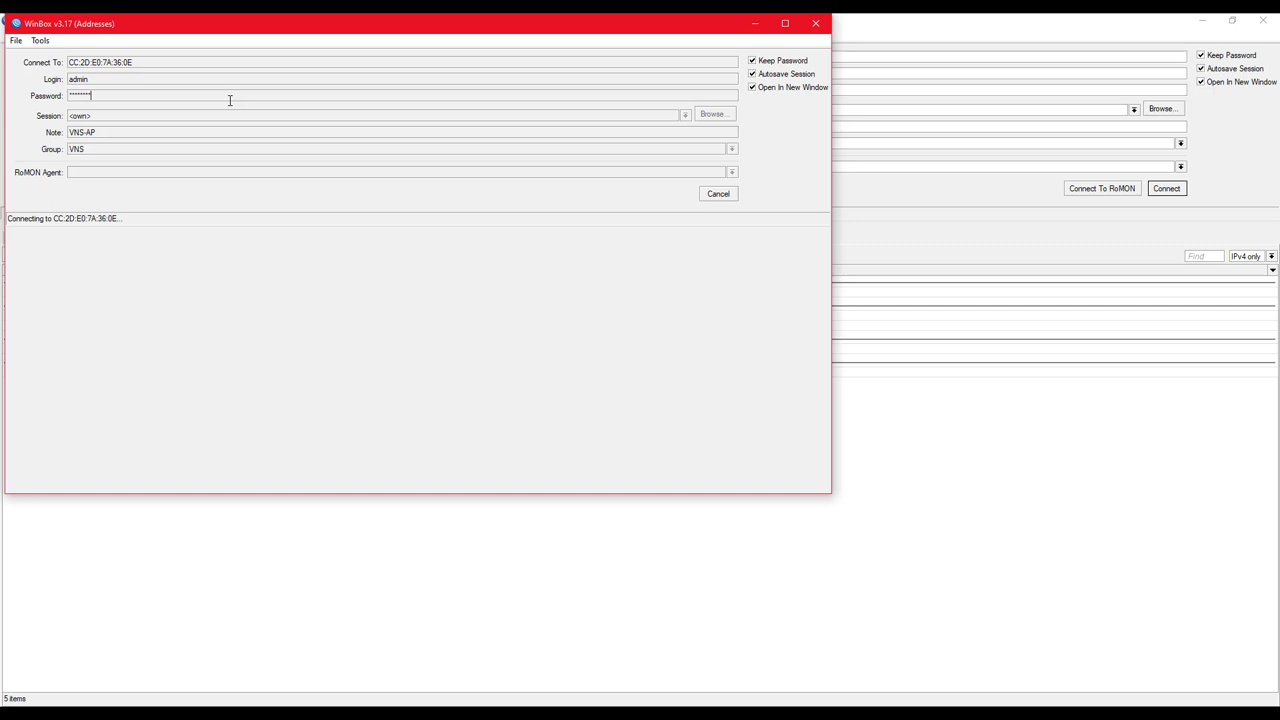 WinBox v3.17 (Addresses)
File Tools
Connect To: CC:2D:E0:7A:36:0E
Login: admin
Password: ********
Session: <own> Browse...
Note: VNS-AP
Group: VNS
RoMON Agent:
Cancel
Keep Password
Autosave Session
Open In New Window
Connecting to CC:2D:E0:7A:36:0E...
Keep Password
Autosave Session
Open In New Window
Browse...
Connect To RoMON Connect
Find IPv4 only
5 items